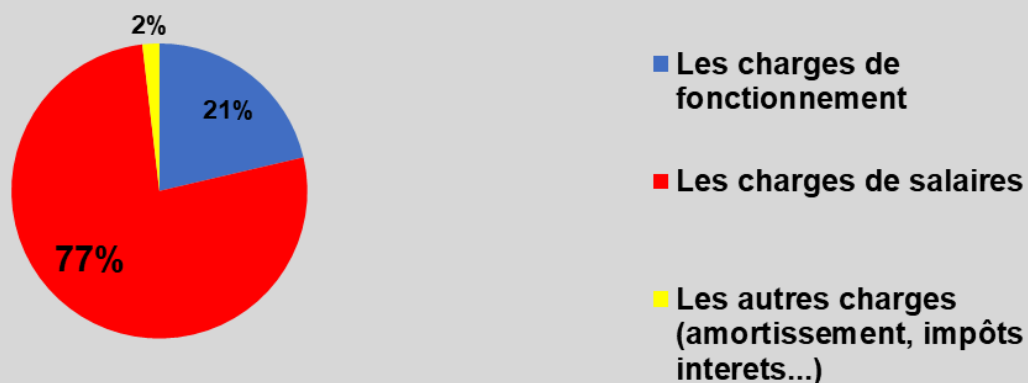 2%
21%
77%
Les charges de
fonctionnement
Les charges de salaires
Les autres charges
(amortissement, impôts
interets...)